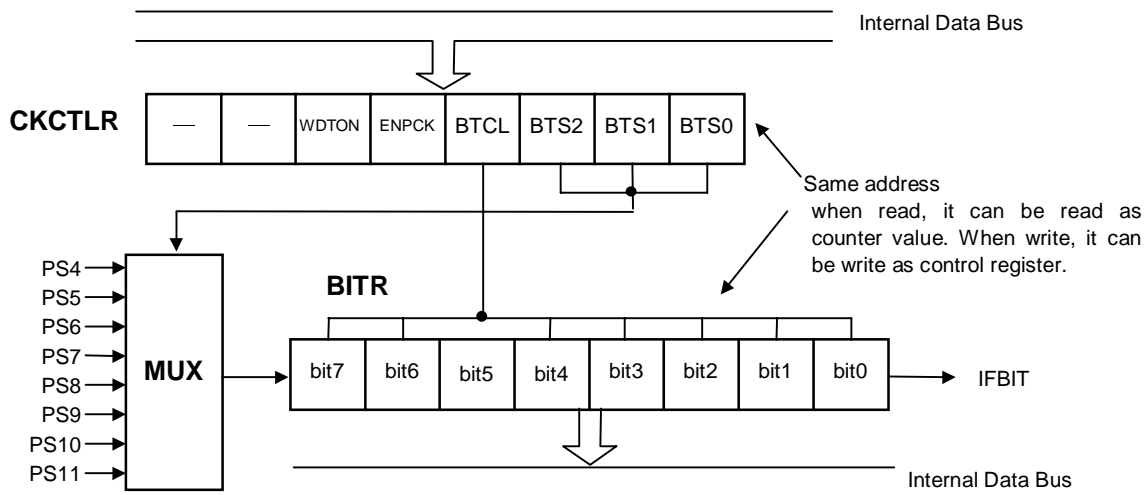 Internal Data Bus
CKCTLR
— — WDTON ENPCK BTCL BTS2 BTS1 BTS0
Same address
when read, it can be read as
counter value. When write, it can
be write as control register.
PS4
PS5
PS6
PS7
PS8
PS9
PS10
PS11
MUX
BITR
bit7 bit6 bit5 bit4 bit3 bit2 bit1 bit0
IFBIT
Internal Data Bus